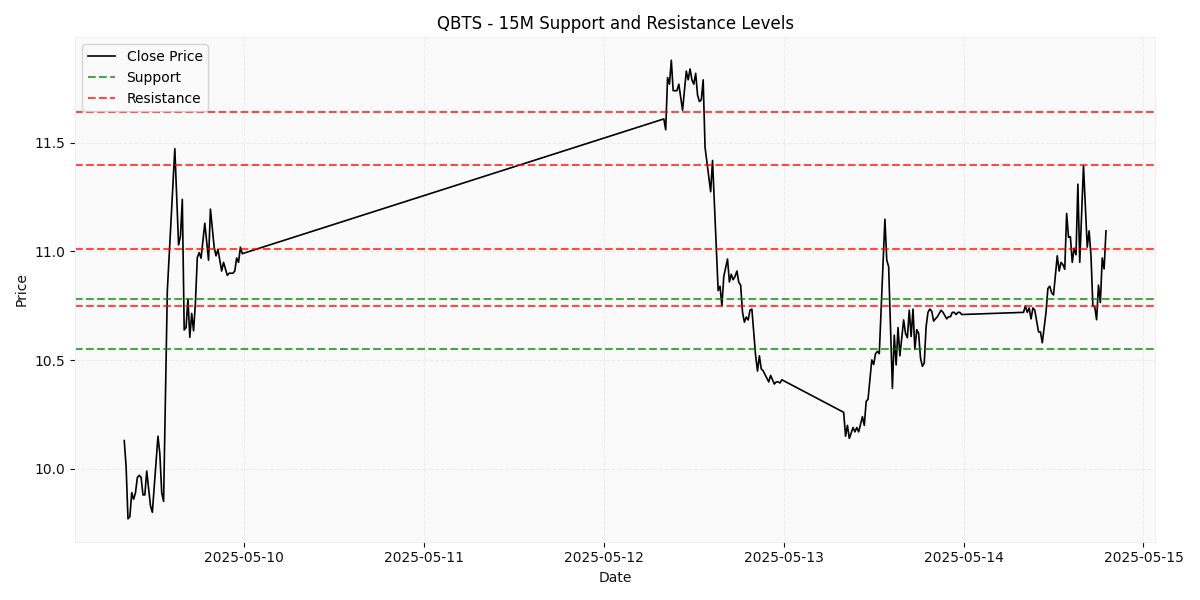 QBTS - 15M Support and Resistance Levels
Close Price
Support
Resistance
Price
11.5
11.0
10.5
10.0
2025-05-10
2025-05-11
2025-05-12
2025-05-13
2025-05-14
2025-05-15
Date